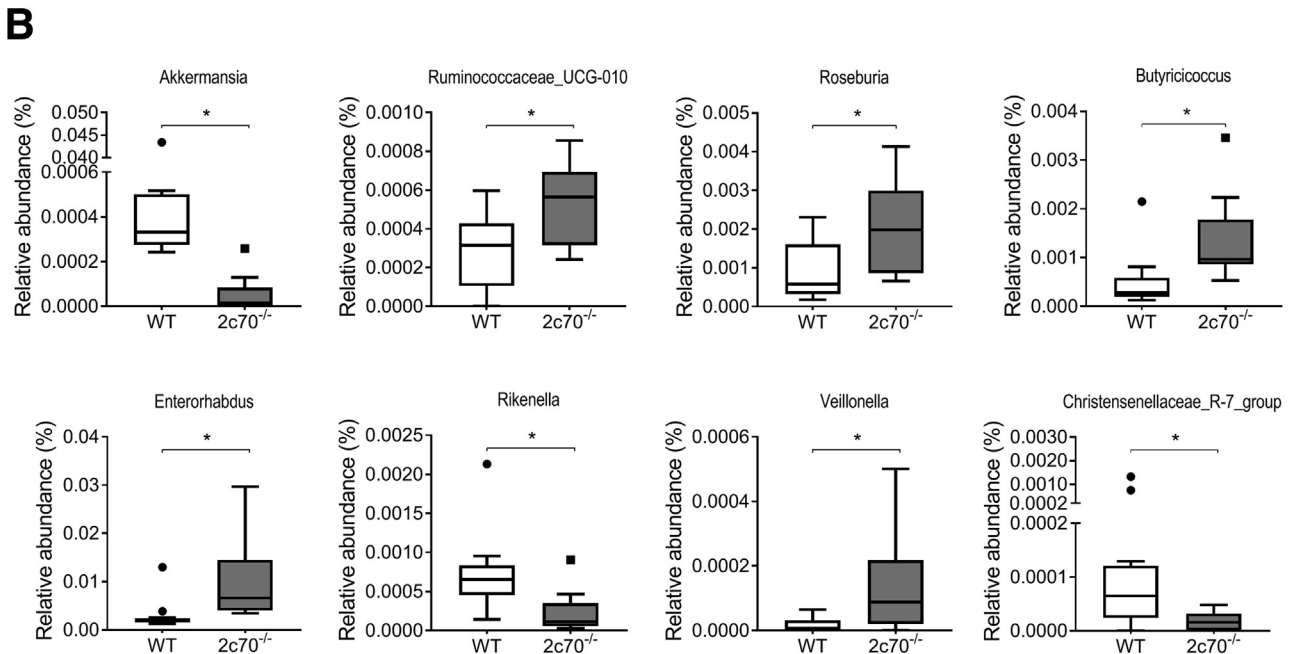 B
Akkermansia
Relative abundance (%)
0.050
0.045
0.040
0.0006
0.0004
0.0002
0.0000
*
WT
2c70-/-
Ruminococcaceae_UCG-010
Relative abundance (%)
0.0010
0.0008
0.0006
0.0004
0.0002
0.0000
*
WT
2c70-/-
Roseburia
Relative abundance (%)
0.005
0.004
0.003
0.002
0.001
0.000
*
WT
2c70-/-
Butyricicoccus
Relative abundance (%)
0.004
0.003
0.002
0.001
0.000
*
WT
2c70-/-
Enterorhabdus
Relative abundance (%)
0.04
0.03
0.02
0.01
0.00
*
WT
2c70-/-
Rikenella
Relative abundance (%)
0.0025
0.0020
0.0015
0.0010
0.0005
0.0000
*
WT
2c70-/-
Veillonella
Relative abundance (%)
0.0006
0.0004
0.0002
0.0000
*
WT
2c70-/-
Christensenellaceae_R-7_group
Relative abundance (%)
0.0030
0.0020
0.0010
0.0002
0.0002
0.0001
0.0000
*
WT
2c70-/-